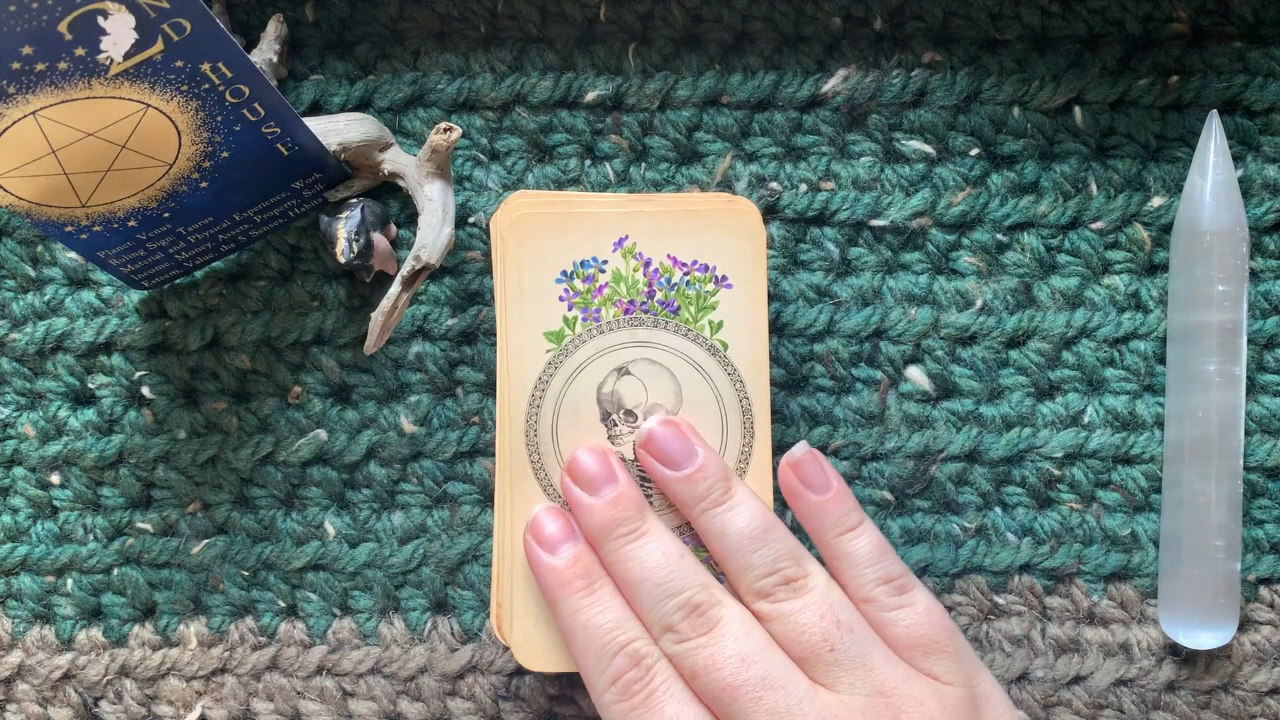 2ND
HOUSE
Planet: Venus
Ruling Sign: Taurus
Material and Physical Experience, Work
Income, Money, Assets, Property, Self
Esteem, Value, the 5 Senses, Habits